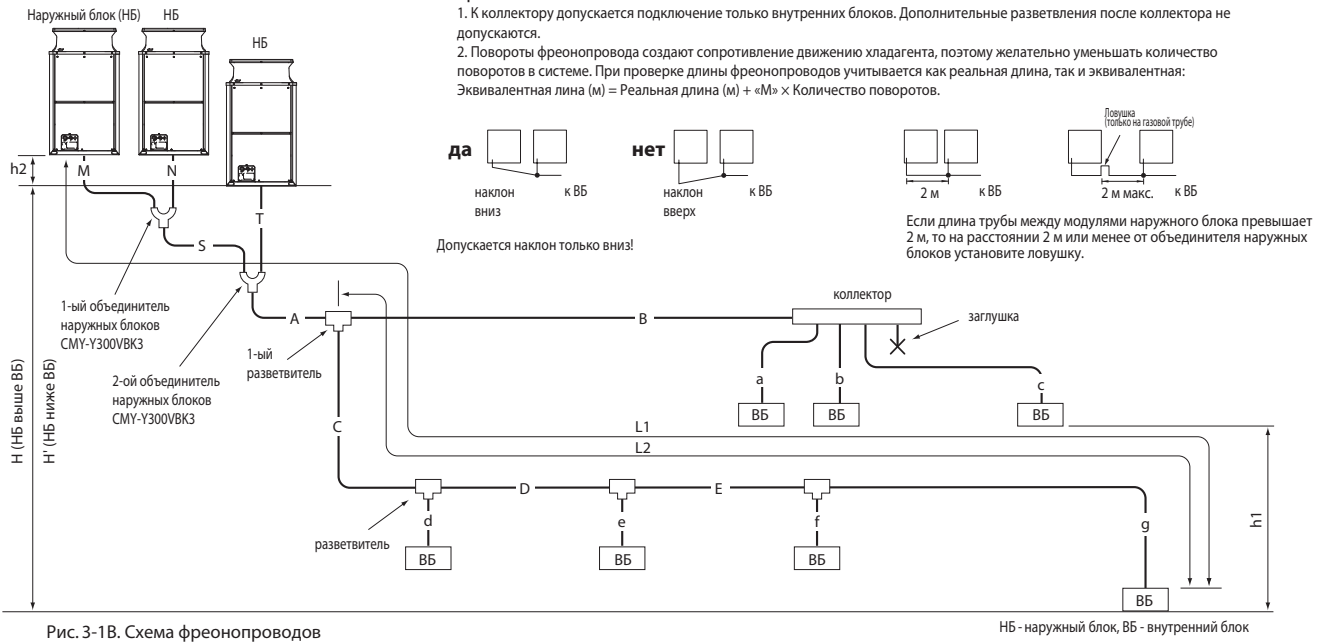 1. К коллектору допускается подключение только внутренних блоков. Дополнительные разветвления после коллектора не
допускаются.
2. Повороты фреонопровода создают сопротивление движению хладагента, поэтому желательно уменьшать количество
поворотов в системе. При проверке длины фреонопроводов учитывается как реальная длина, так и эквивалентная:
Эквивалентная лина (м) = Реальная длина (м) + «М» × Количество поворотов.
Наружный блок (НБ)
НБ
НБ
h2
M
N
T
S
да
наклон
вниз
к ВБ
нет
наклон
вверх
к ВБ
Допускается наклон только вниз!
2 м
к ВБ
Ловушка
(только на газовой трубе)
2 м макс.
к ВБ
Если длина трубы между модулями наружного блока превышает
2 м, то на расстоянии 2 м или менее от объединителя наружных
блоков установите ловушку.
1-ый объединитель
наружных блоков
CMY-Y300VBK3
2-ой объединитель
наружных блоков
CMY-Y300VBK3
A
1-ый
разветвитель
B
коллектор
заглушка
a
b
c
ВБ
ВБ
ВБ
H (НБ выше ВБ)
H' (НБ ниже ВБ)
C
L1
L2
D
E
разветвитель
d
e
f
g
h1
ВБ
ВБ
ВБ
ВБ
Рис. 3-1B. Схема фреонопроводов
НБ - наружный блок, ВБ - внутренний блок